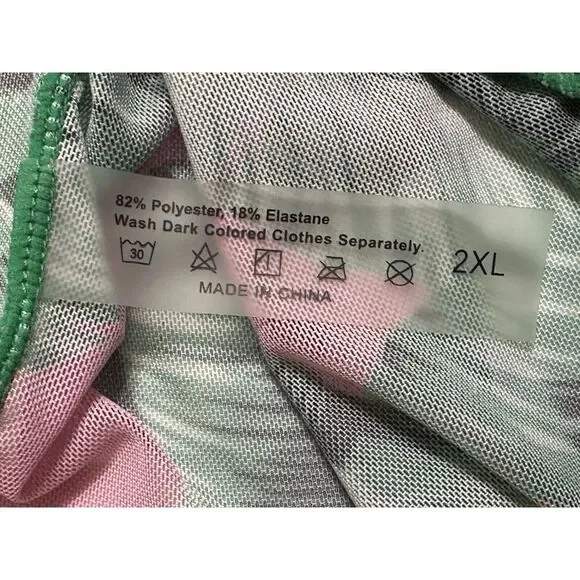 82% Polyester, 18% Elastane
Wash Dark Colored Clothes Separately.
30
2XL
MADE IN CHINA